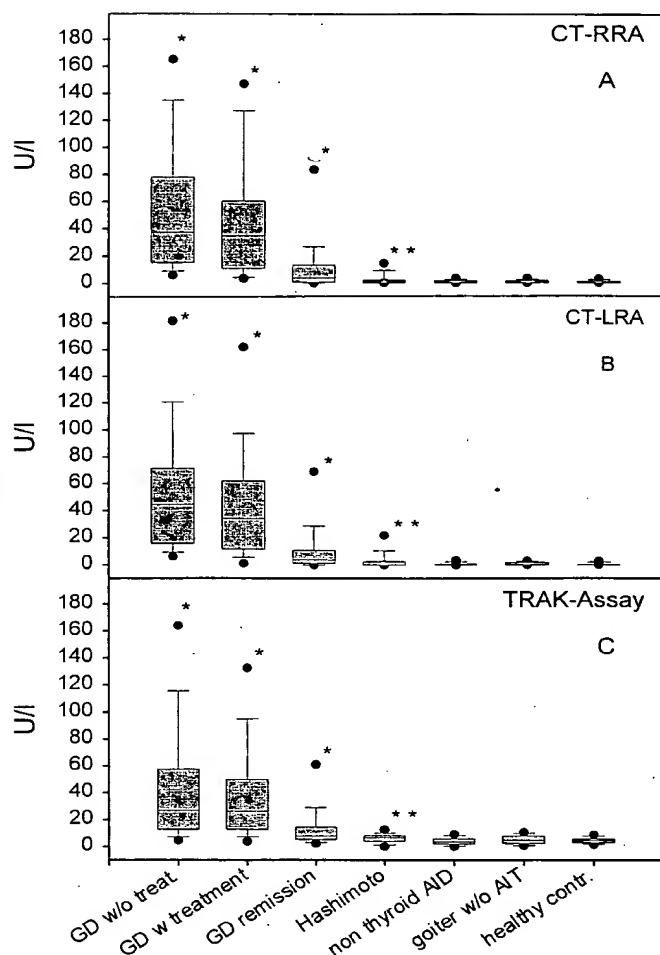 CT-RRA
A
U/l
180
160
140
120
100
80
60
40
20
0
*
*
*
* *
CT-LRA
B
U/l
180
160
140
120
100
80
60
40
20
0
*
*
*
* *
TRAK-Assay
C
U/l
180
160
140
120
100
80
60
40
20
0
*
*
*
* *
GD w/o treat.
GD w treatment
GD remission
Hashimoto
non thyroid AID
goiter w/o AIT
healthy contr.